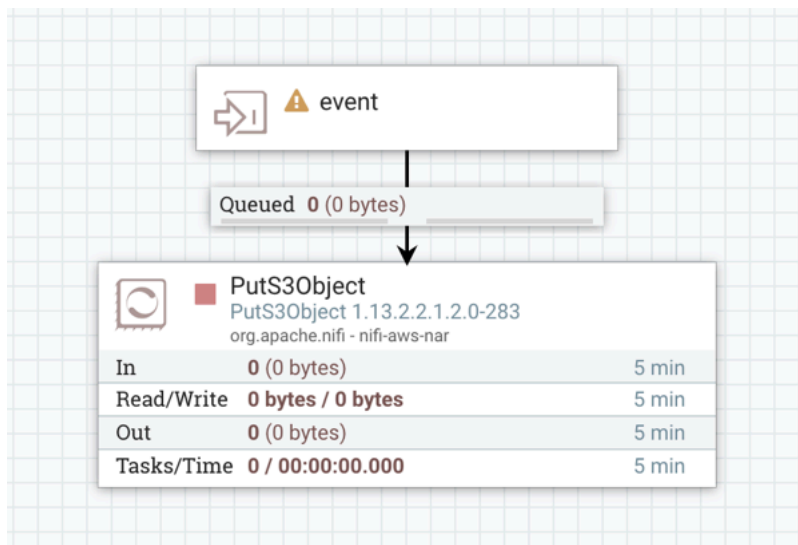 event
Queued 0 (0 bytes)
PutS3Object
PutS3Object 1.13.2.2.1.2.0-283
org.apache.nifi - nifi-aws-nar
In 0 (0 bytes) 5 min
Read/Write 0 bytes / 0 bytes 5 min
Out 0 (0 bytes) 5 min
Tasks/Time 0 / 00:00:00.000 5 min